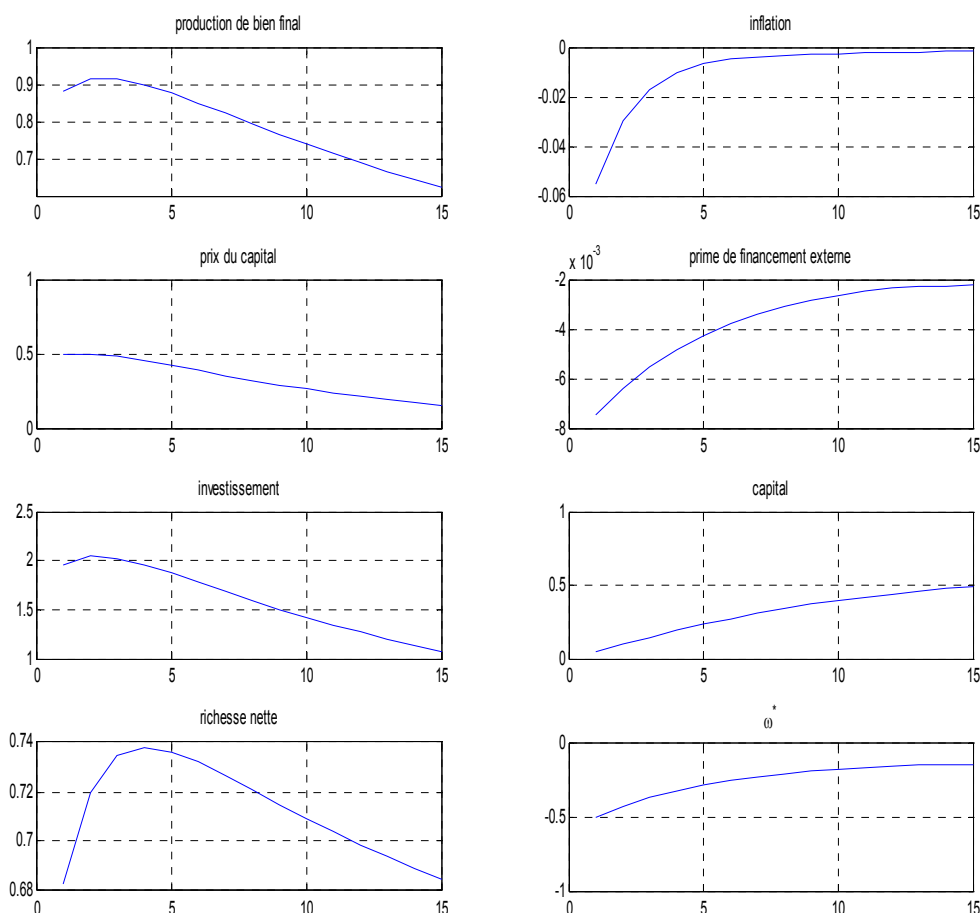 production de bien final
1
0.9
0.8
0.7
0 5 10 15
inflation
0
-0.02
-0.04
-0.06
0 5 10 15
prix du capital
1
0.5
0
0 5 10 15
prime de financement externe
x 10^-3
-2
-4
-6
-8
0 5 10 15
investissement
2.5
2
1.5
1
0 5 10 15
capital
1
0.5
0
0 5 10 15
richesse nette
0.74
0.72
0.7
0.68
0 5 10 15
ω*
0
-0.5
-1
0 5 10 15